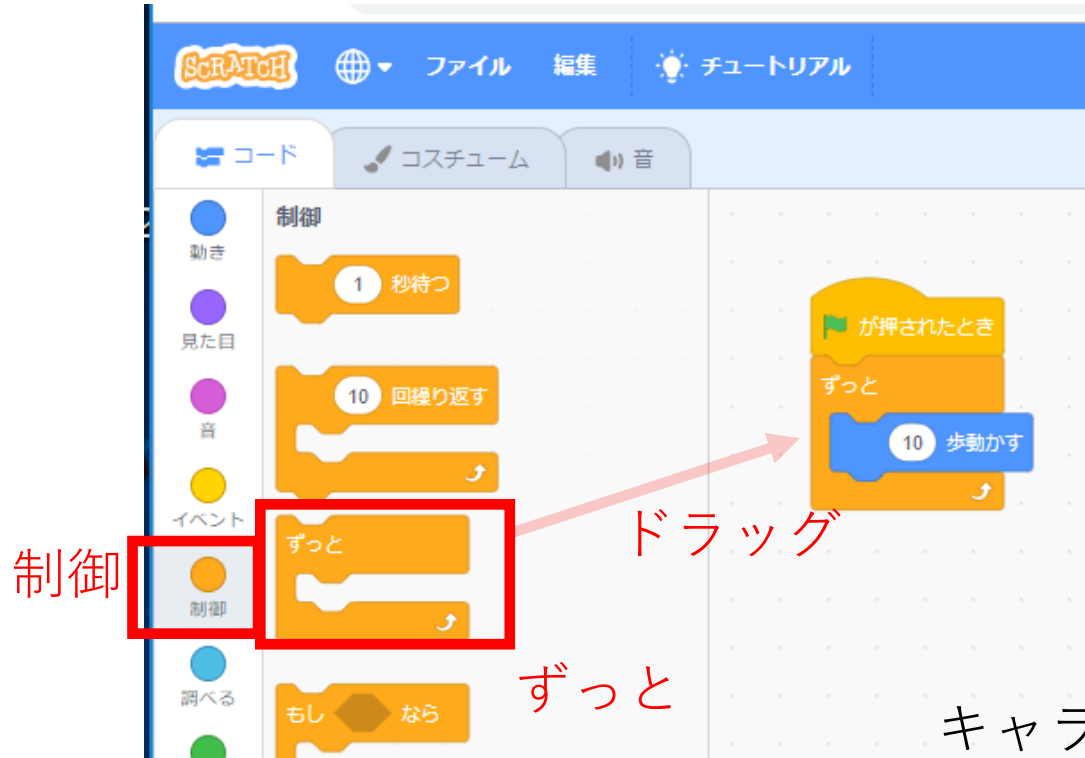 SCRATCH ファイル 編集 チュートリアル
コード コスチューム 音
動き
見た目
音
イベント
制御
調べる
制御
1 秒待つ
10 回繰り返す
ずっと
もし なら
が押されたとき
ずっと
10 歩動かす
制御
ドラッグ
ずっと
キャラ